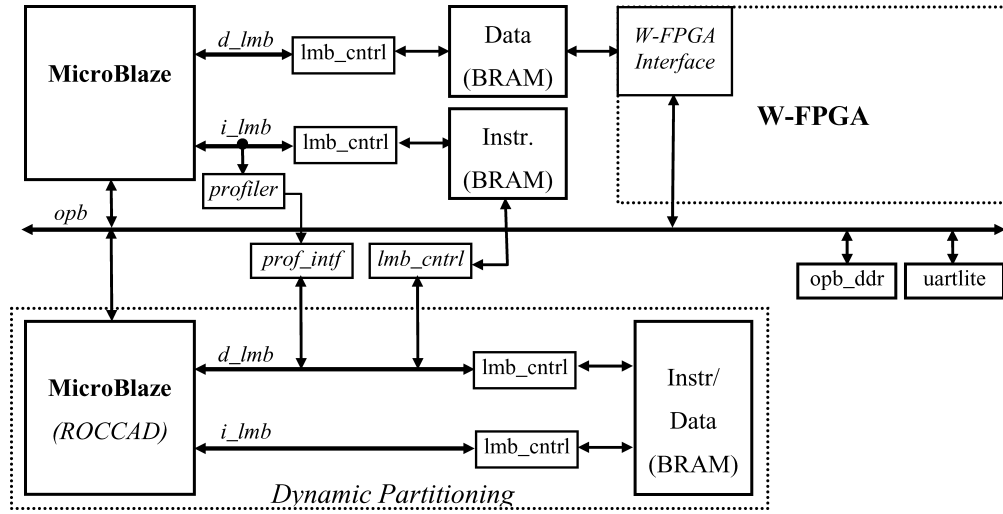 d_lmb
lmb_cntrl
Data
(BRAM)
W-FPGA
Interface
MicroBlaze
W-FPGA
i_lmb
lmb_cntrl
Instr.
(BRAM)
profiler
opb
prof_intf
lmb_cntrl
opb_ddr
uartlite
MicroBlaze
(ROCCAD)
d_lmb
lmb_cntrl
Instr/
Data
(BRAM)
i_lmb
lmb_cntrl
Dynamic Partitioning